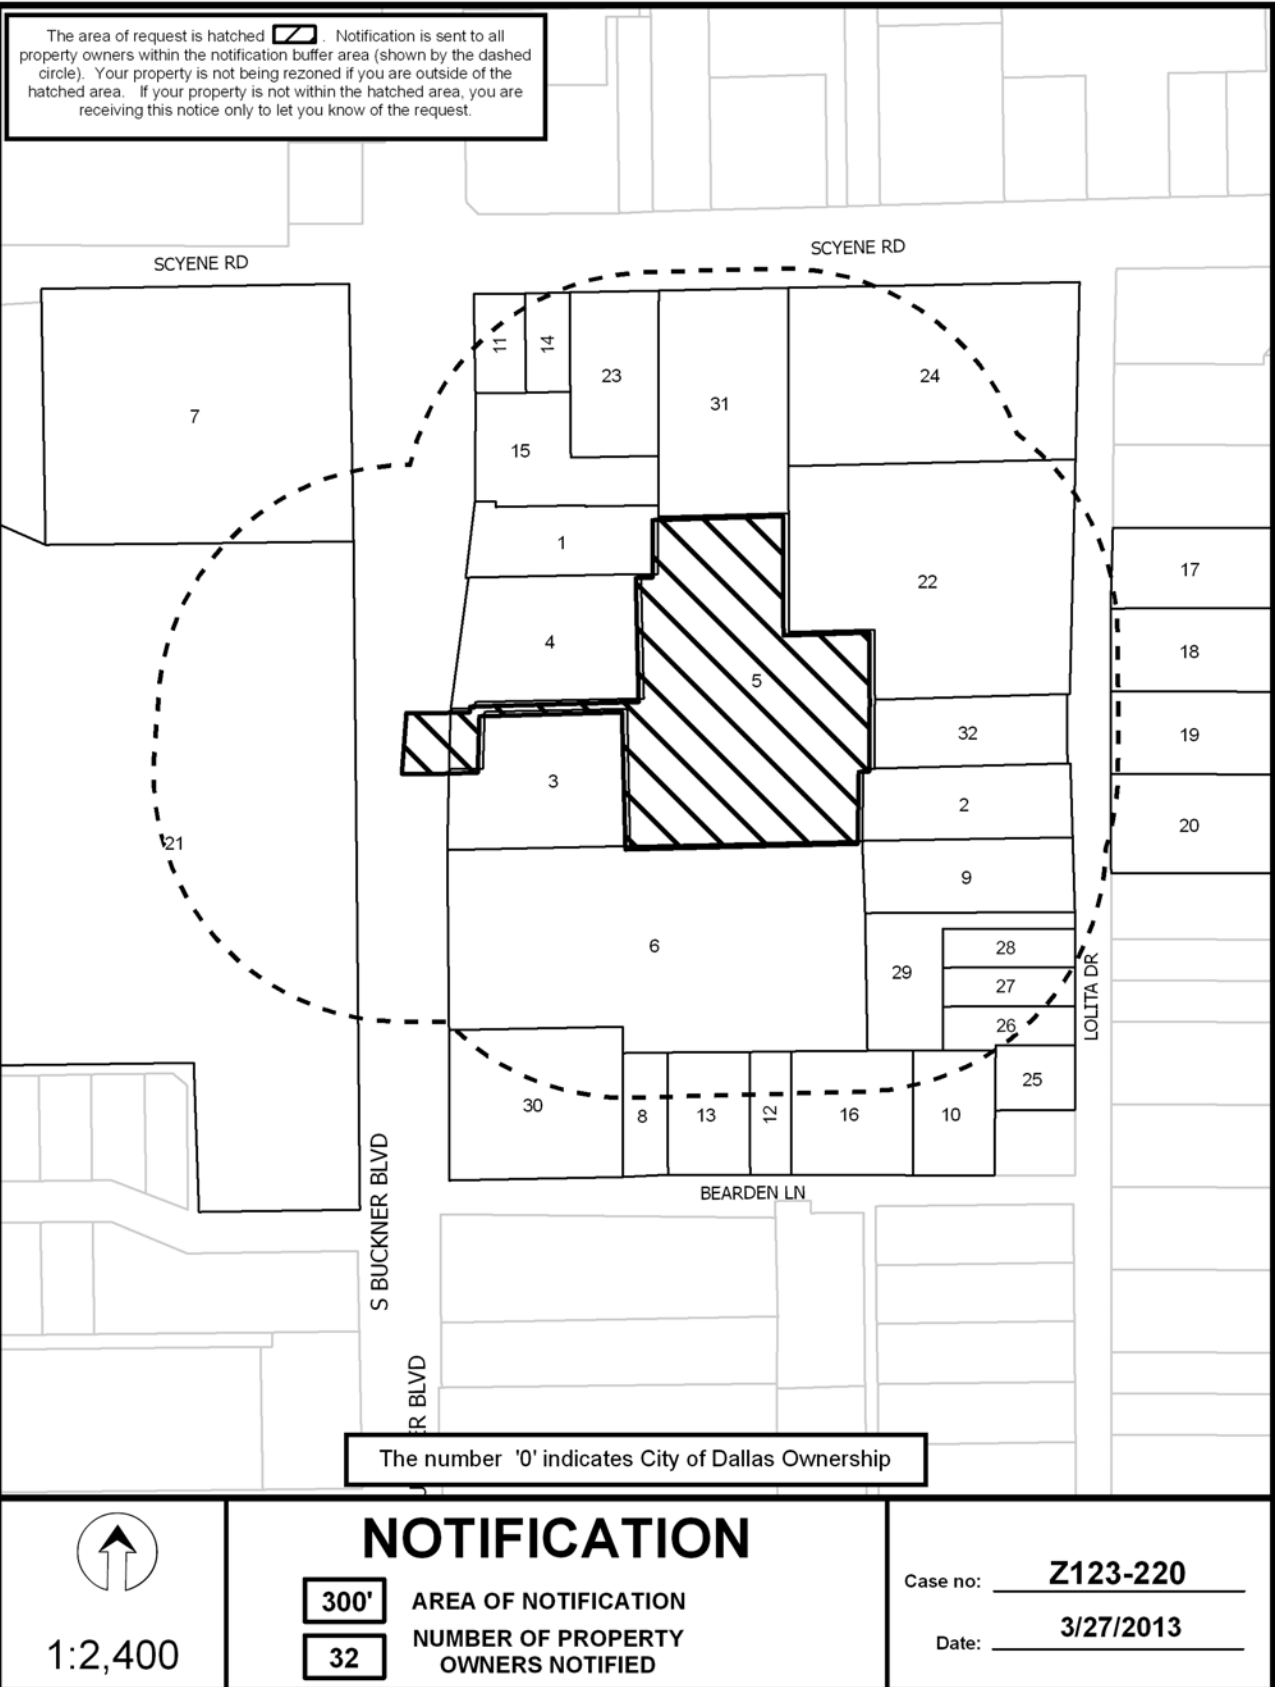 The area of request is hatched . Notification is sent to all
property owners within the notification buffer area (shown by the dashed
circle). Your property is not being rezoned if you are outside of the
hatched area. If your property is not within the hatched area, you are
receiving this notice only to let you know of the request.
SCYENE RD
SCYENE RD
11
14
23
31
24
7
15
1
22
17
4
18
5
32
19
3
2
20
21
9
6
28
29
27
26
LOLITA DR
25
30
8
13
12
16
10
BEARDEN LN
S BUCKNER BLVD
ER BLVD
The number '0' indicates City of Dallas Ownership
1:2,400
NOTIFICATION
300' AREA OF NOTIFICATION
32 NUMBER OF PROPERTY
OWNERS NOTIFIED
Case no: Z123-220
Date: 3/27/2013